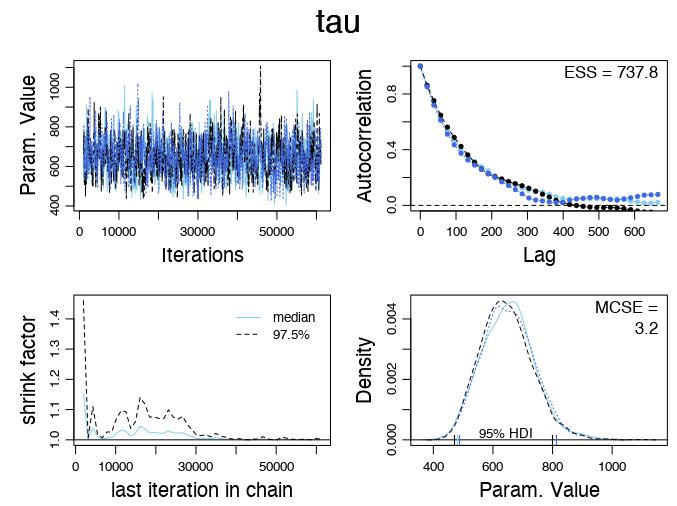 tau
Param. Value
400
600
800
1000
0
10000
30000
50000
Iterations
Autocorrelation
0.0
0.4
0.8
ESS = 737.8
0
100
200
300
400
500
600
Lag
shrink factor
1.0
1.1
1.2
1.3
1.4
median
97.5%
0
10000
30000
50000
last iteration in chain
Density
0.000
0.002
0.004
MCSE =
3.2
95% HDI
400
600
800
1000
Param. Value